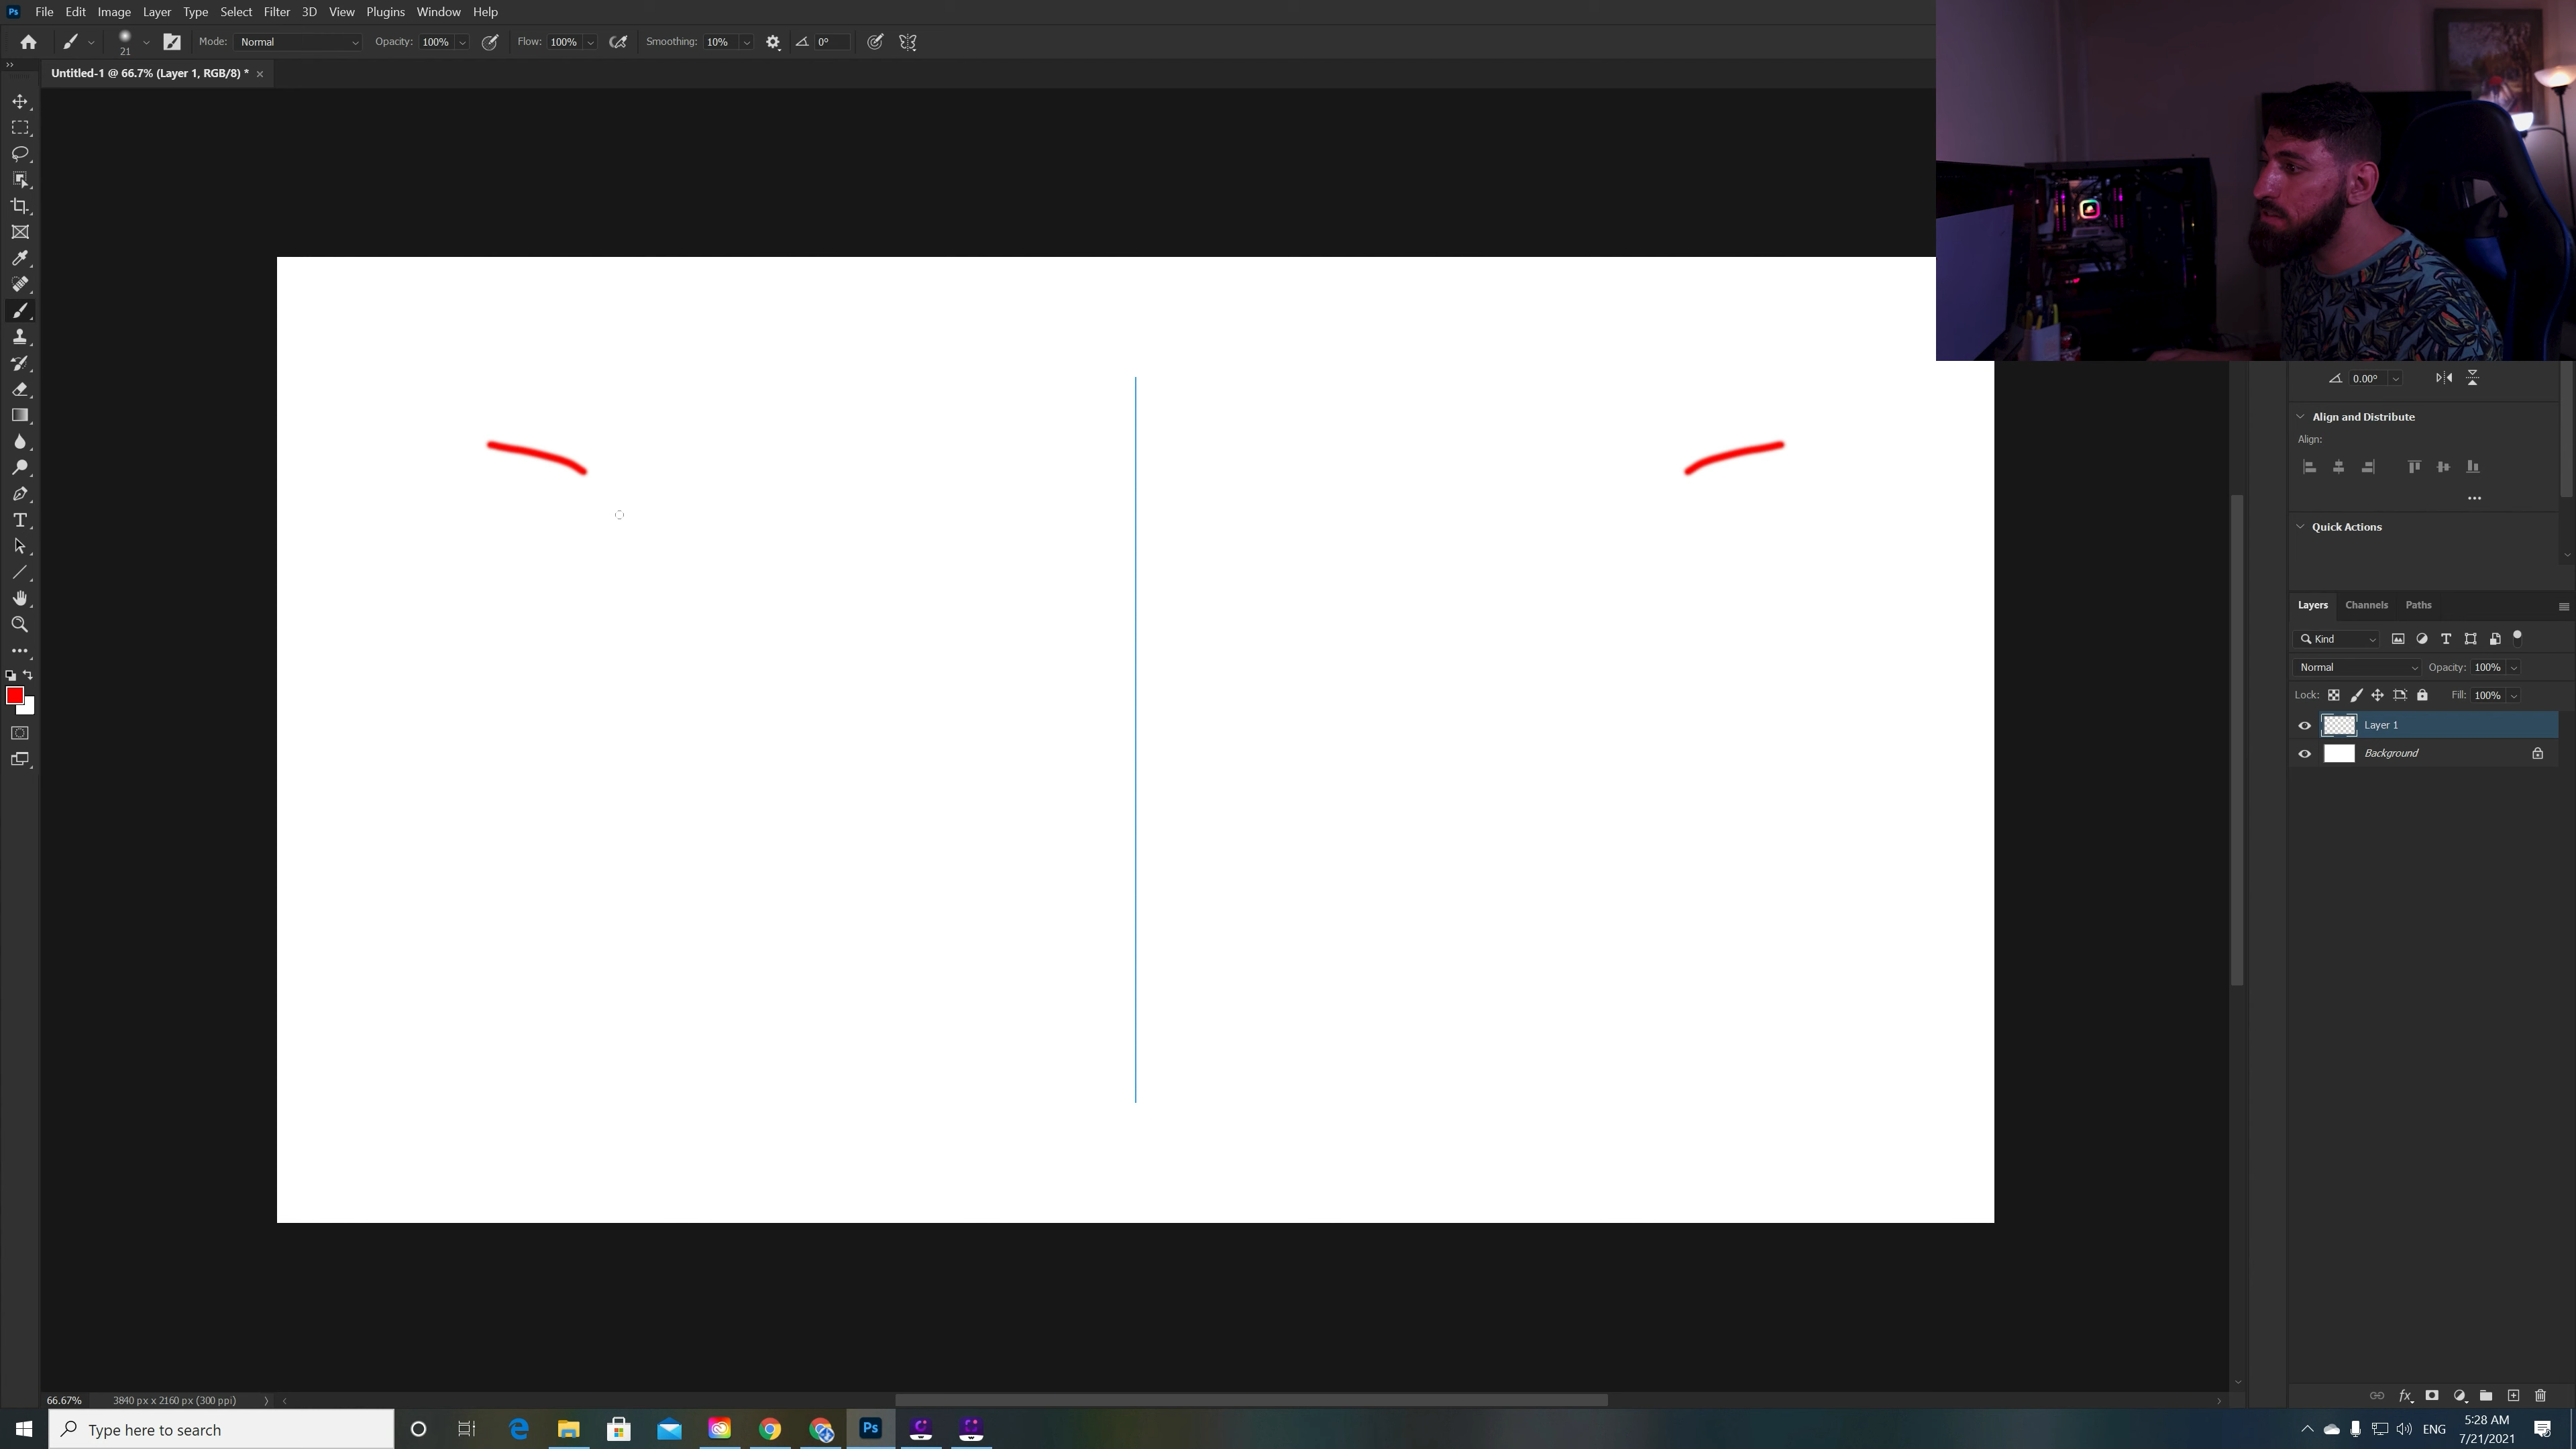 Ps File Edit Image Layer Type Select Filter 3D View Plugins Window Help
21 Mode: Normal Opacity: 100% Flow: 100% Smoothing: 10% 0°
Untitled-1 @ 66.7% (Layer 1, RGB/8) * ×
0.00°
Align and Distribute
Align:
Quick Actions
Layers Channels Paths
Kind
Normal Opacity: 100%
Lock: Fill: 100%
Layer 1
Background
66.67% 3840 px x 2160 px (300 ppi)
Type here to search
Ps
ENG
5:28 AM
7/21/2021